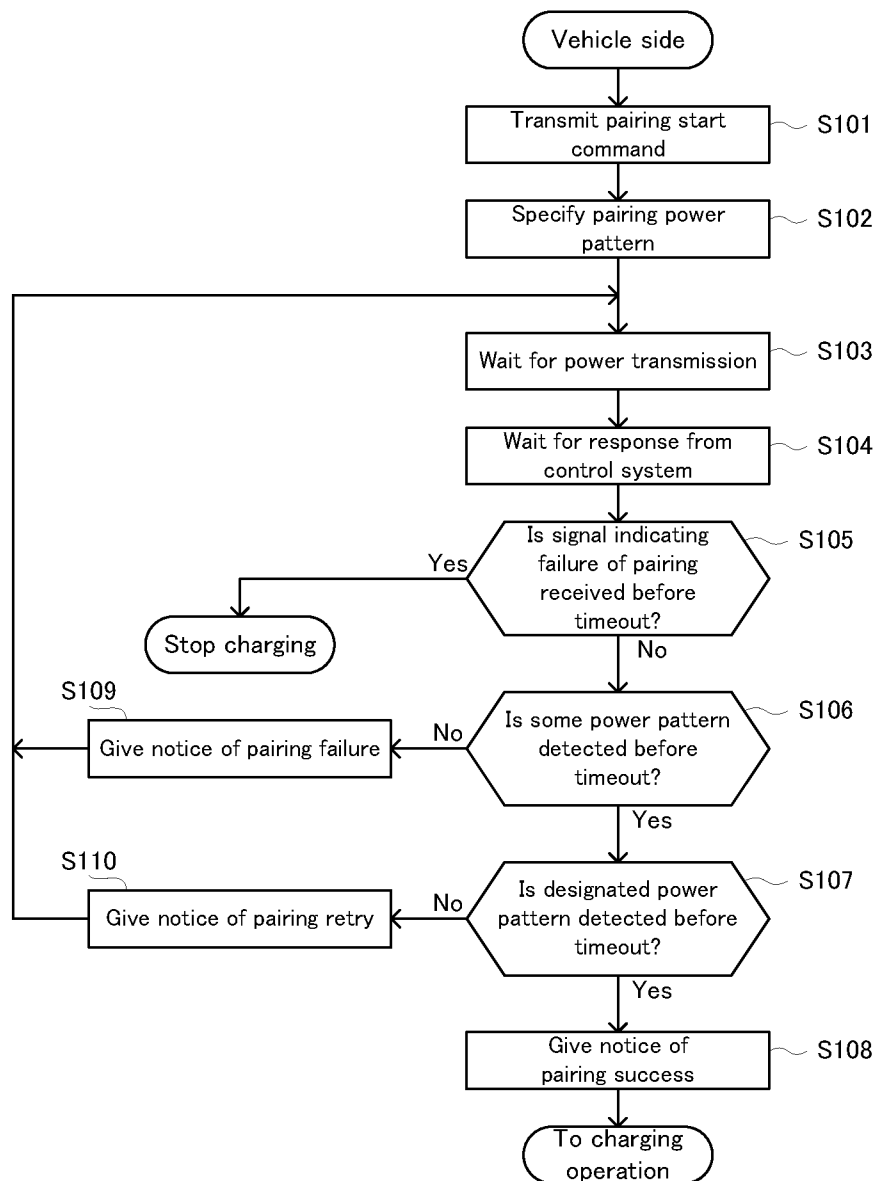 Vehicle side
Transmit pairing start
command
S101
Specify pairing power
pattern
S102
Wait for power transmission
S103
Wait for response from
control system
S104
Is signal indicating
failure of pairing
received before
timeout?
S105
Yes
Stop charging
No
S109
Give notice of pairing failure
No
Is some power pattern
detected before
timeout?
S106
Yes
S110
Give notice of pairing retry
No
Is designated power
pattern detected before
timeout?
S107
Yes
Give notice of
pairing success
S108
To charging
operation